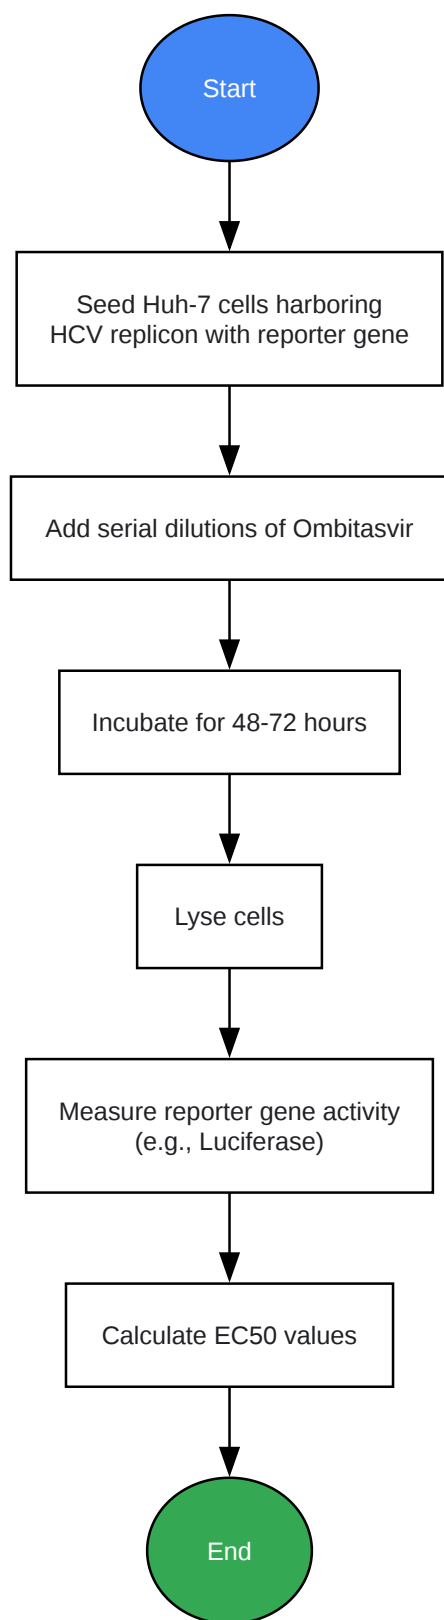 Start
Seed Huh-7 cells harboring
HCV replicon with reporter gene
Add serial dilutions of Ombitasvir
Incubate for 48-72 hours
Lyse cells
Measure reporter gene activity
(e.g., Luciferase)
Calculate EC50 values
End